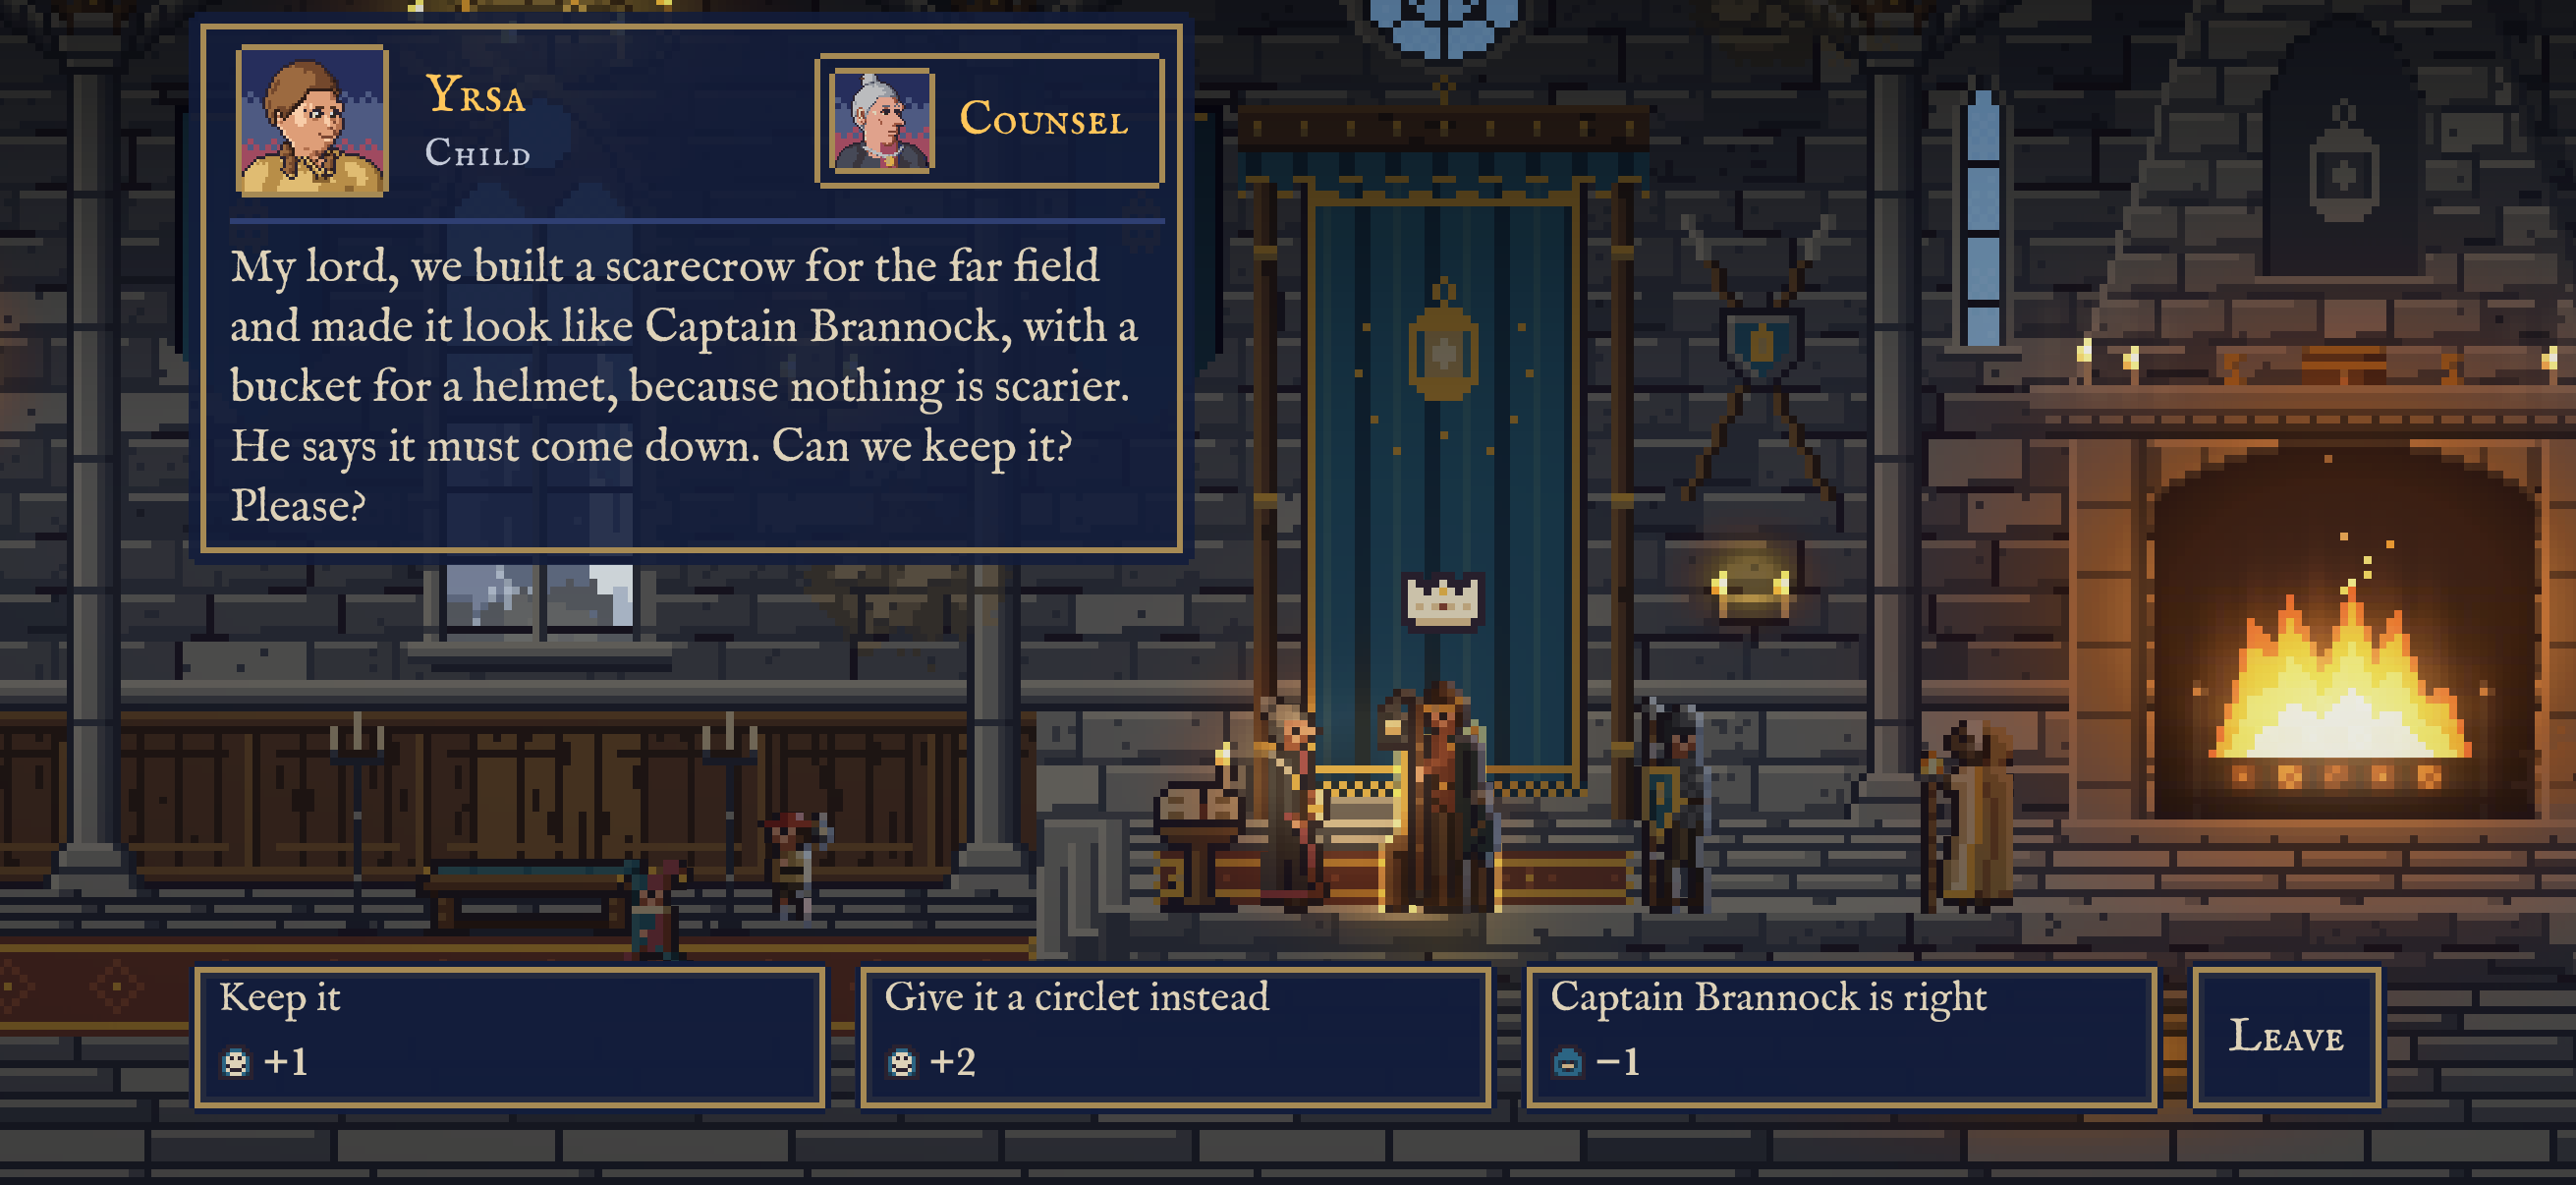 Yrsa
Child
Counsel
My lord, we built a scarecrow for the far field
and made it look like Captain Brannock, with a
bucket for a helmet, because nothing is scarier.
He says it must come down. Can we keep it?
Please?
Keep it
+1
Give it a circlet instead
+2
Captain Brannock is right
−1
Leave